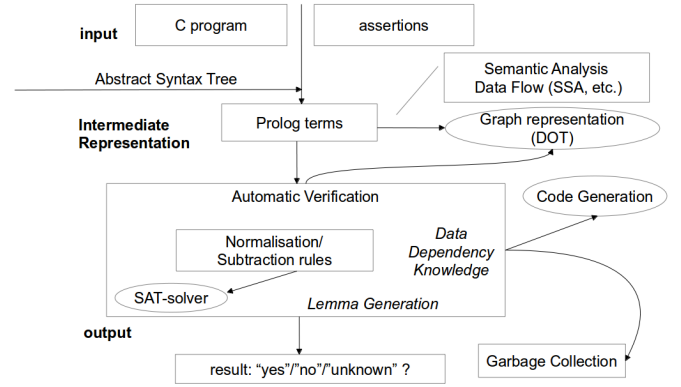 C program
assertions
input
Abstract Syntax Tree
Semantic Analysis
Data Flow (SSA, etc.)
Intermediate
Representation
Prolog terms
Graph representation
(DOT)
Automatic Verification
Code Generation
Normalisation/
Subtraction rules
Data
Dependency
Knowledge
SAT-solver
Lemma Generation
output
result: “yes”/”no”/”unknown” ?
Garbage Collection